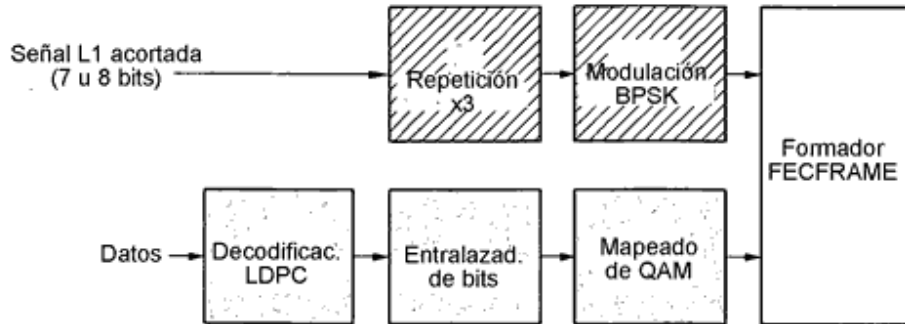 Señal L1 acortada
(7 u 8 bits)
Repetición
x3
Modulación
BPSK
Formador
FECFRAME
Datos
Decodificac.
LDPC
Entralazad.
de bits
Mapeado
de QAM